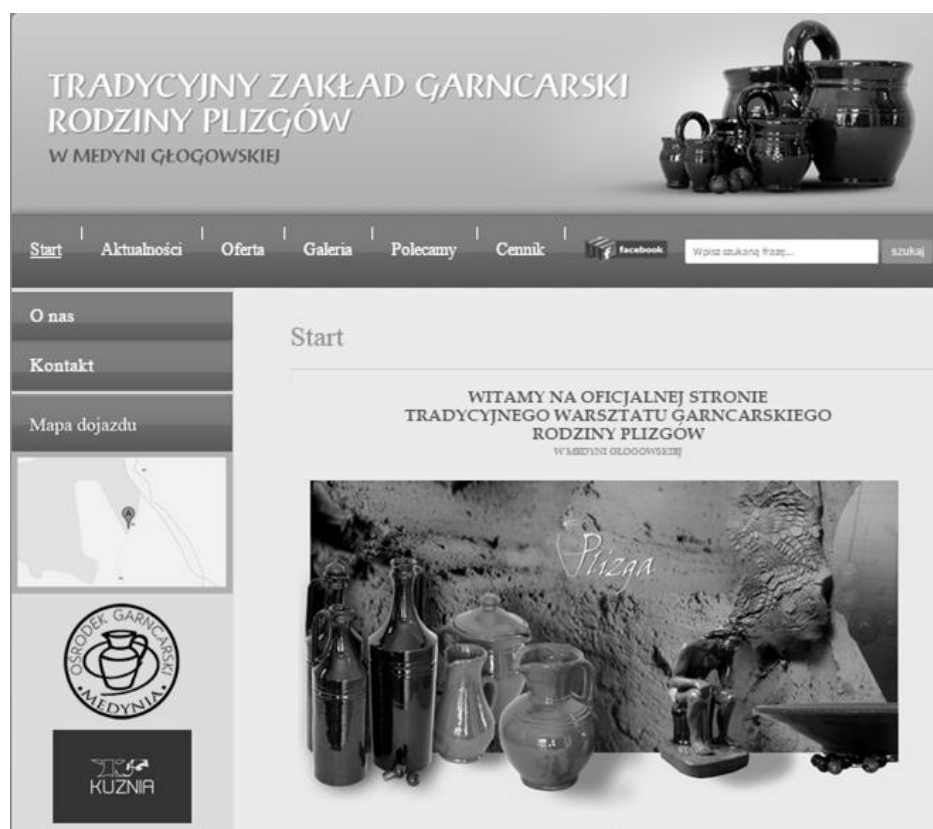 TRADYCYJNY ZAKŁAD GARNCARSKI
RODZINY PLIZGÓW
W MEDYNI GŁOGOWSKIEJ
Start
Aktualności
Oferta
Galeria
Polecamy
Cennik
facebook
Wpisz szukaną frazę...
szukaj
O nas
Kontakt
Mapa dojazdu
A
OŚRODEK GARNCARSKI
MEDYNIA
KUŹNIA
Start
WITAMY NA OFICJALNEJ STRONIE
TRADYCYJNEGO WARSZTATU GARNCARSKIEGO
RODZINY PLIZGÓW
W MEDYNI GŁOGOWSKIEJ
Plizga